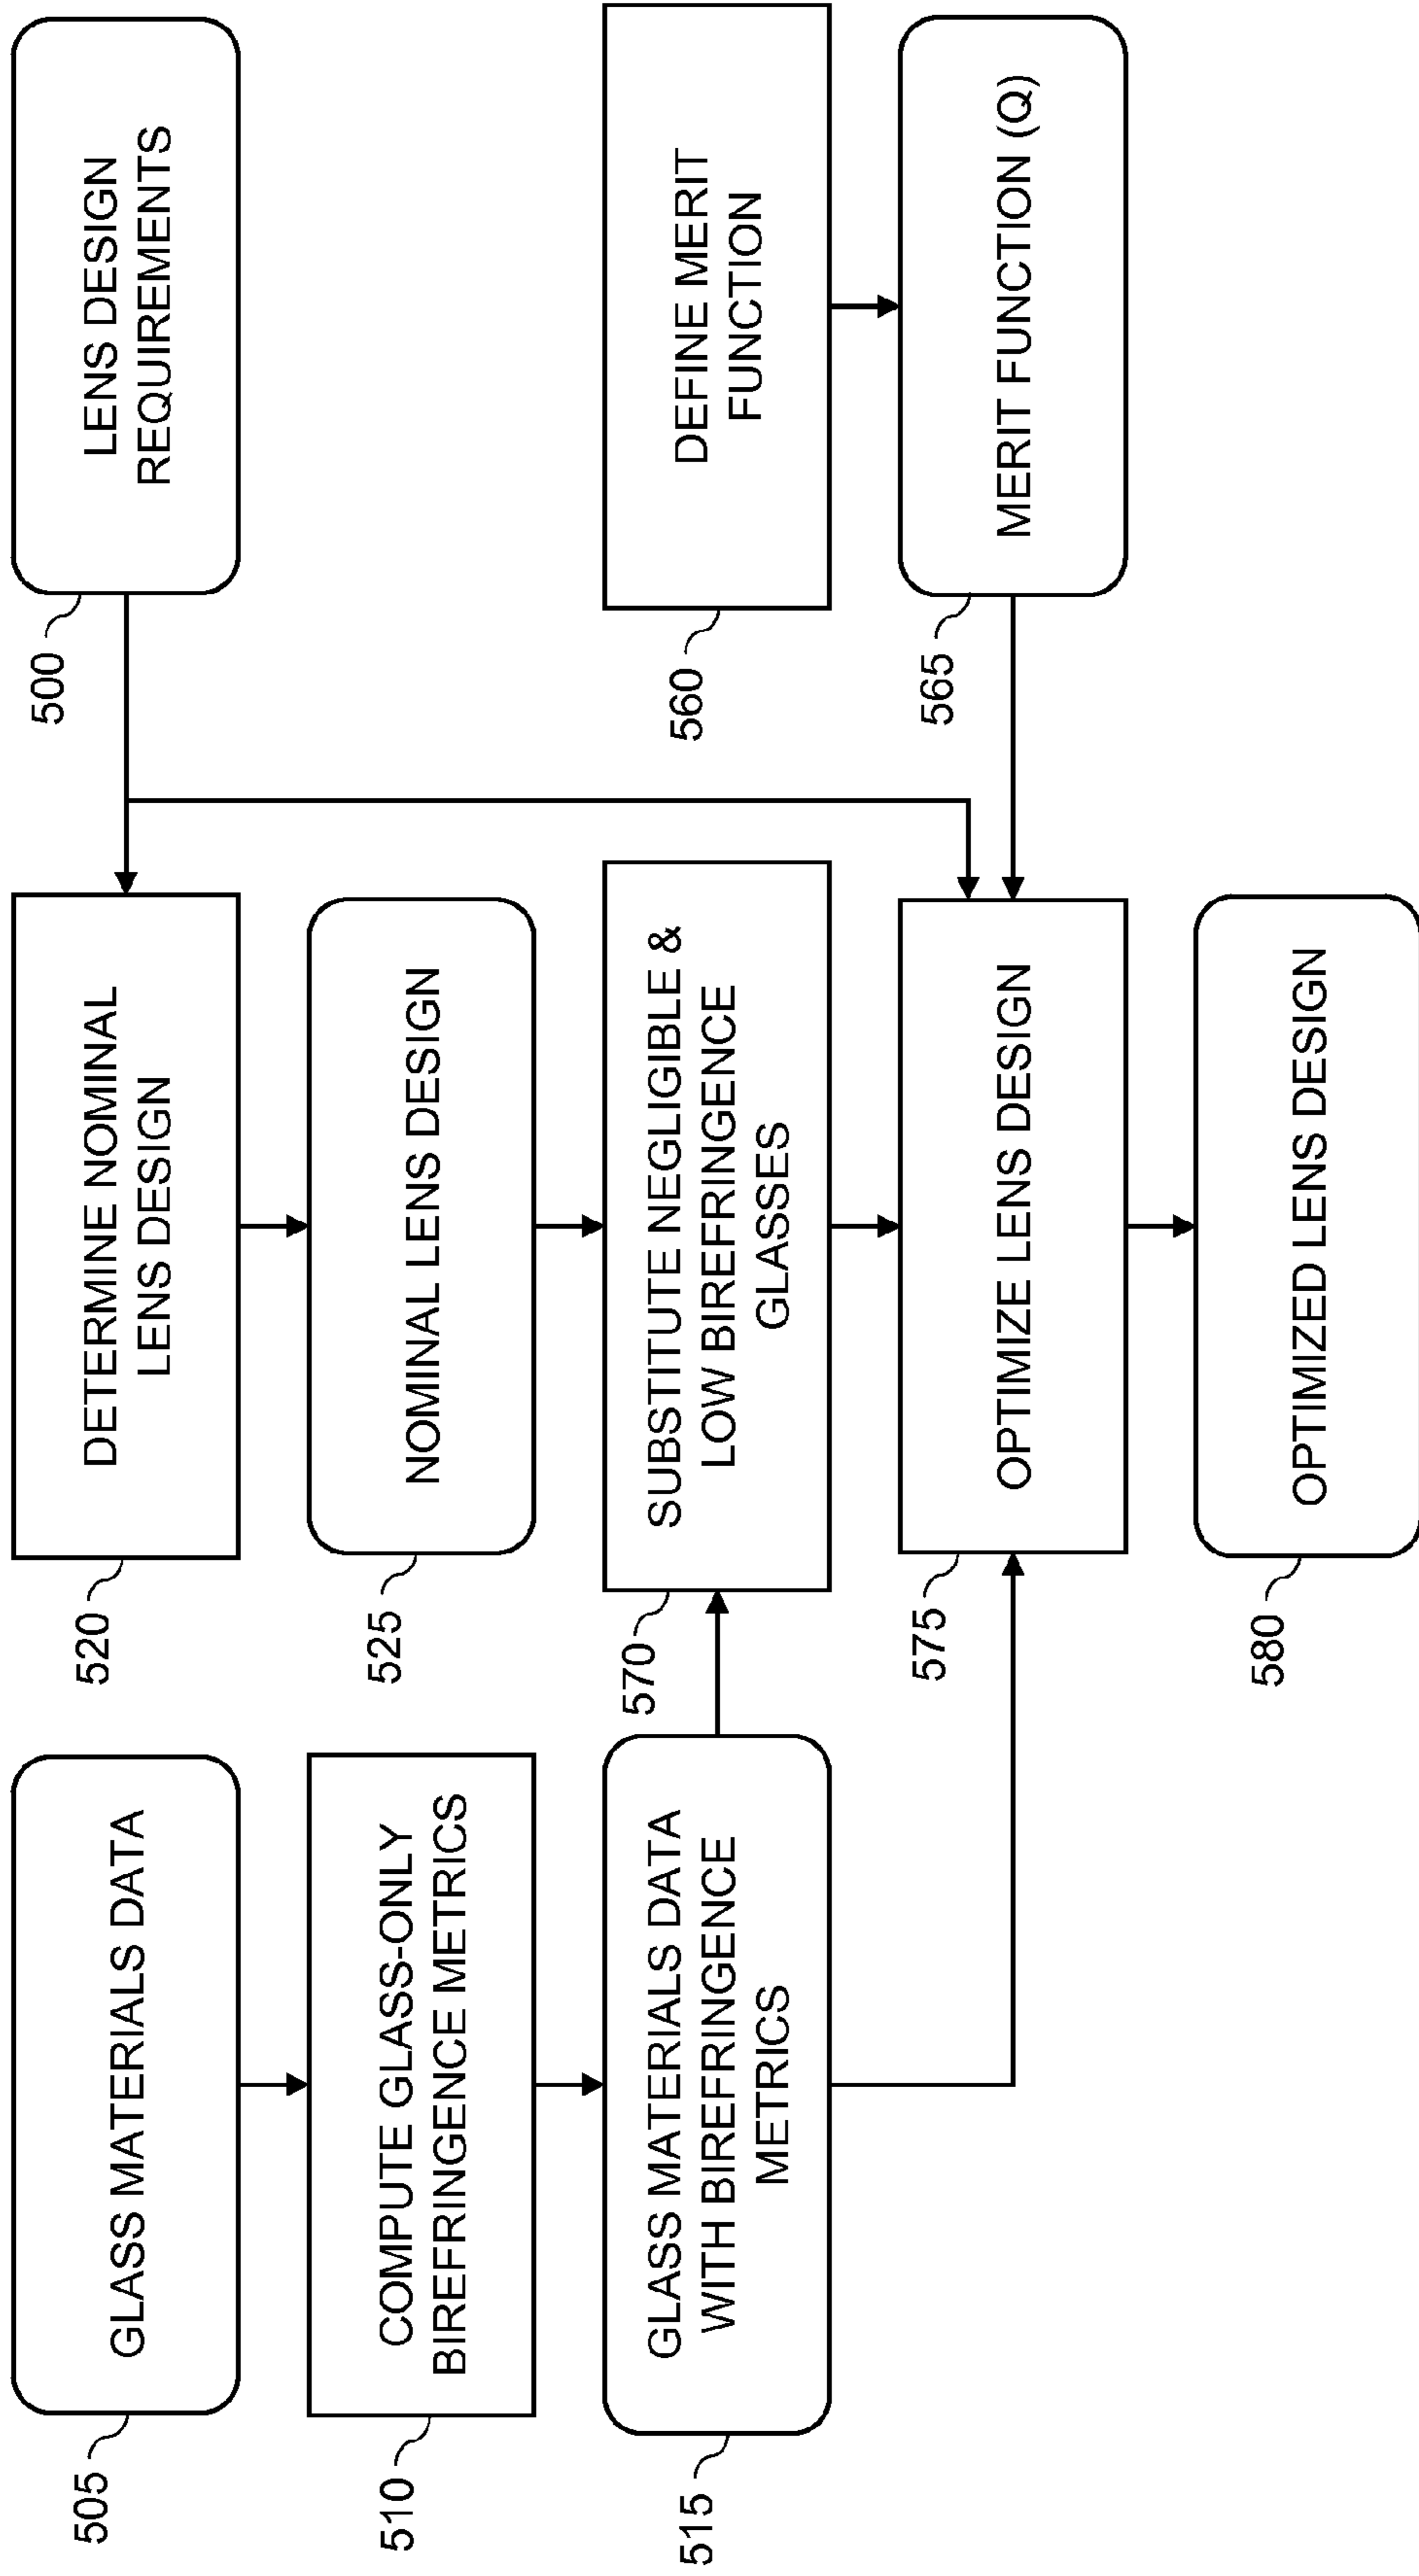 505
GLASS MATERIALS DATA
510
COMPUTE GLASS-ONLY
BIREFRINGENCE METRICS
515
GLASS MATERIALS DATA
WITH BIREFRINGENCE
METRICS
520
DETERMINE NOMINAL
LENS DESIGN
525
NOMINAL LENS DESIGN
570
SUBSTITUTE NEGLIGIBLE &
LOW BIREFRINGENCE
GLASSES
575
OPTIMIZE LENS DESIGN
580
OPTIMIZED LENS DESIGN
500
LENS DESIGN
REQUIREMENTS
560
DEFINE MERIT
FUNCTION
565
MERIT FUNCTION (Q)